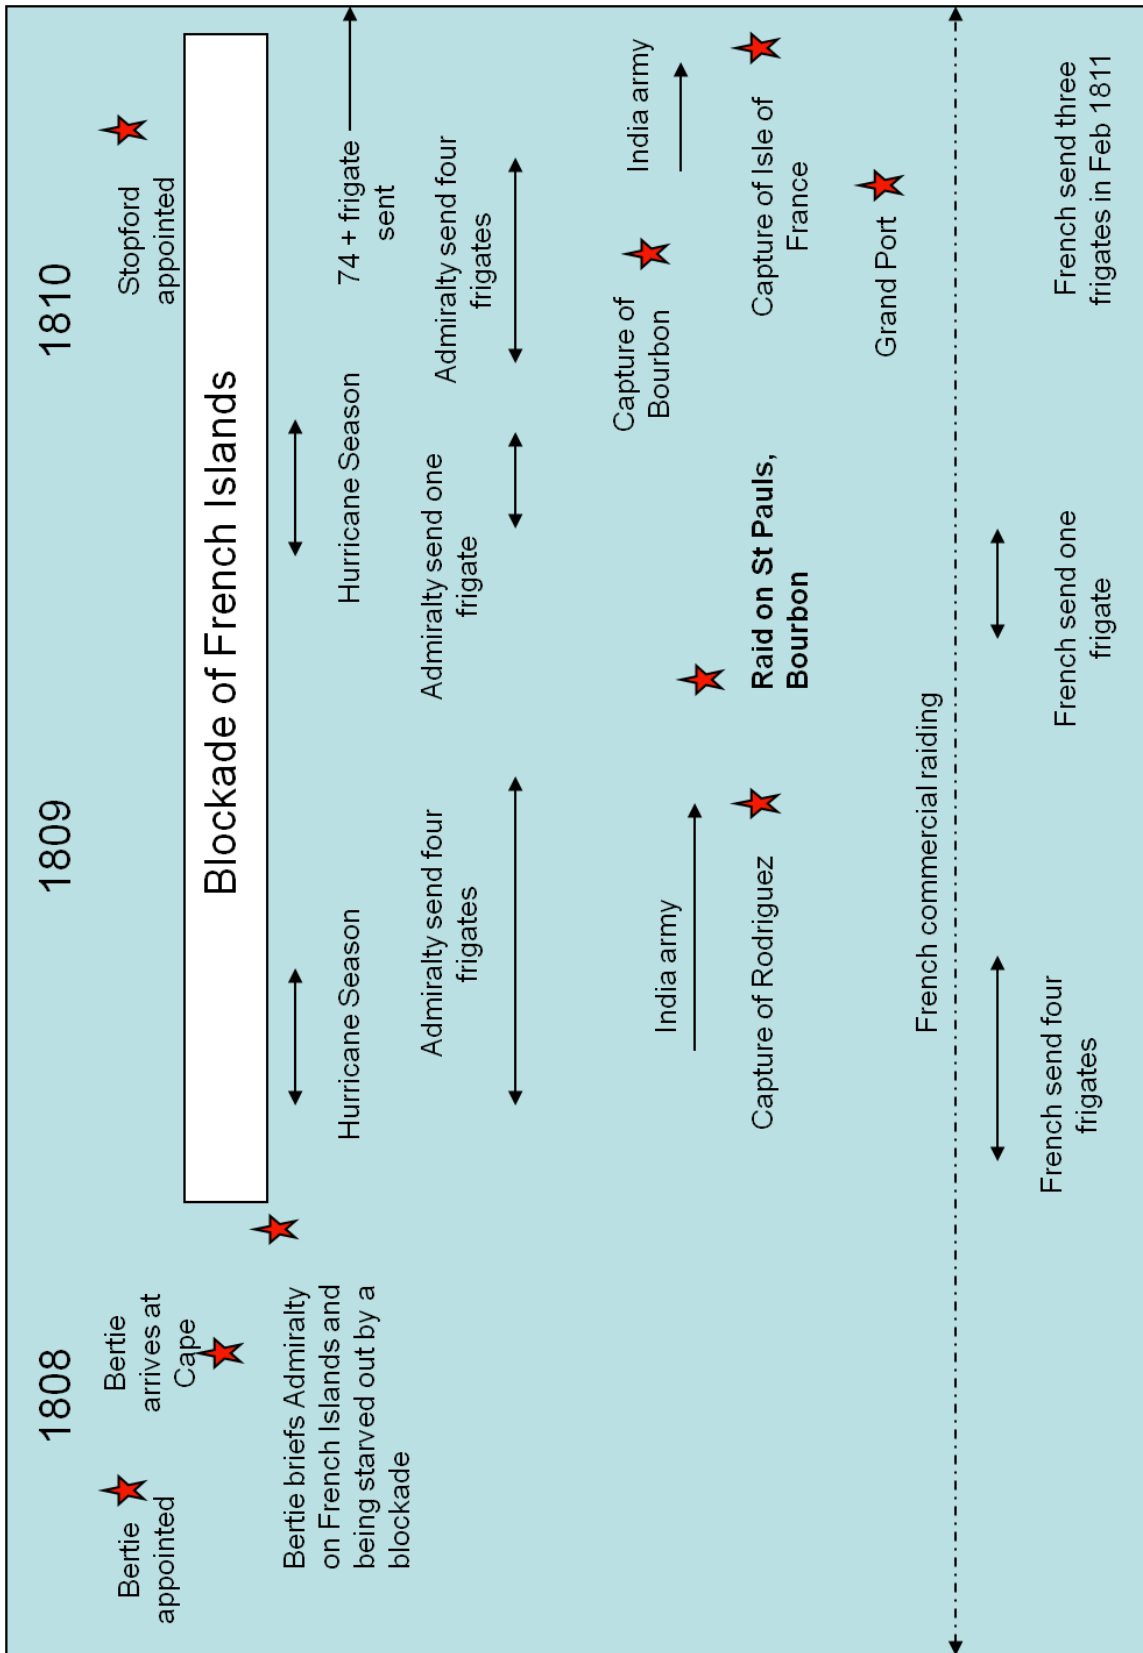 1808
1809
1810
Bertie
appointed
Bertie
arrives at
Cape
Stopford
appointed
Blockade of French Islands
Bertie briefs Admiralty
on French Islands and
being starved out by a
blockade
Hurricane Season
Hurricane Season
74 + frigate
sent
Admiralty send four
frigates
Admiralty send one
frigate
Admiralty send four
frigates
India army
Capture of Rodriguez
Raid on St Pauls,
Bourbon
Capture of
Bourbon
India army
Capture of Isle of
France
Grand Port
French commercial raiding
French send four
frigates
French send one
frigate
French send three
frigates in Feb 1811